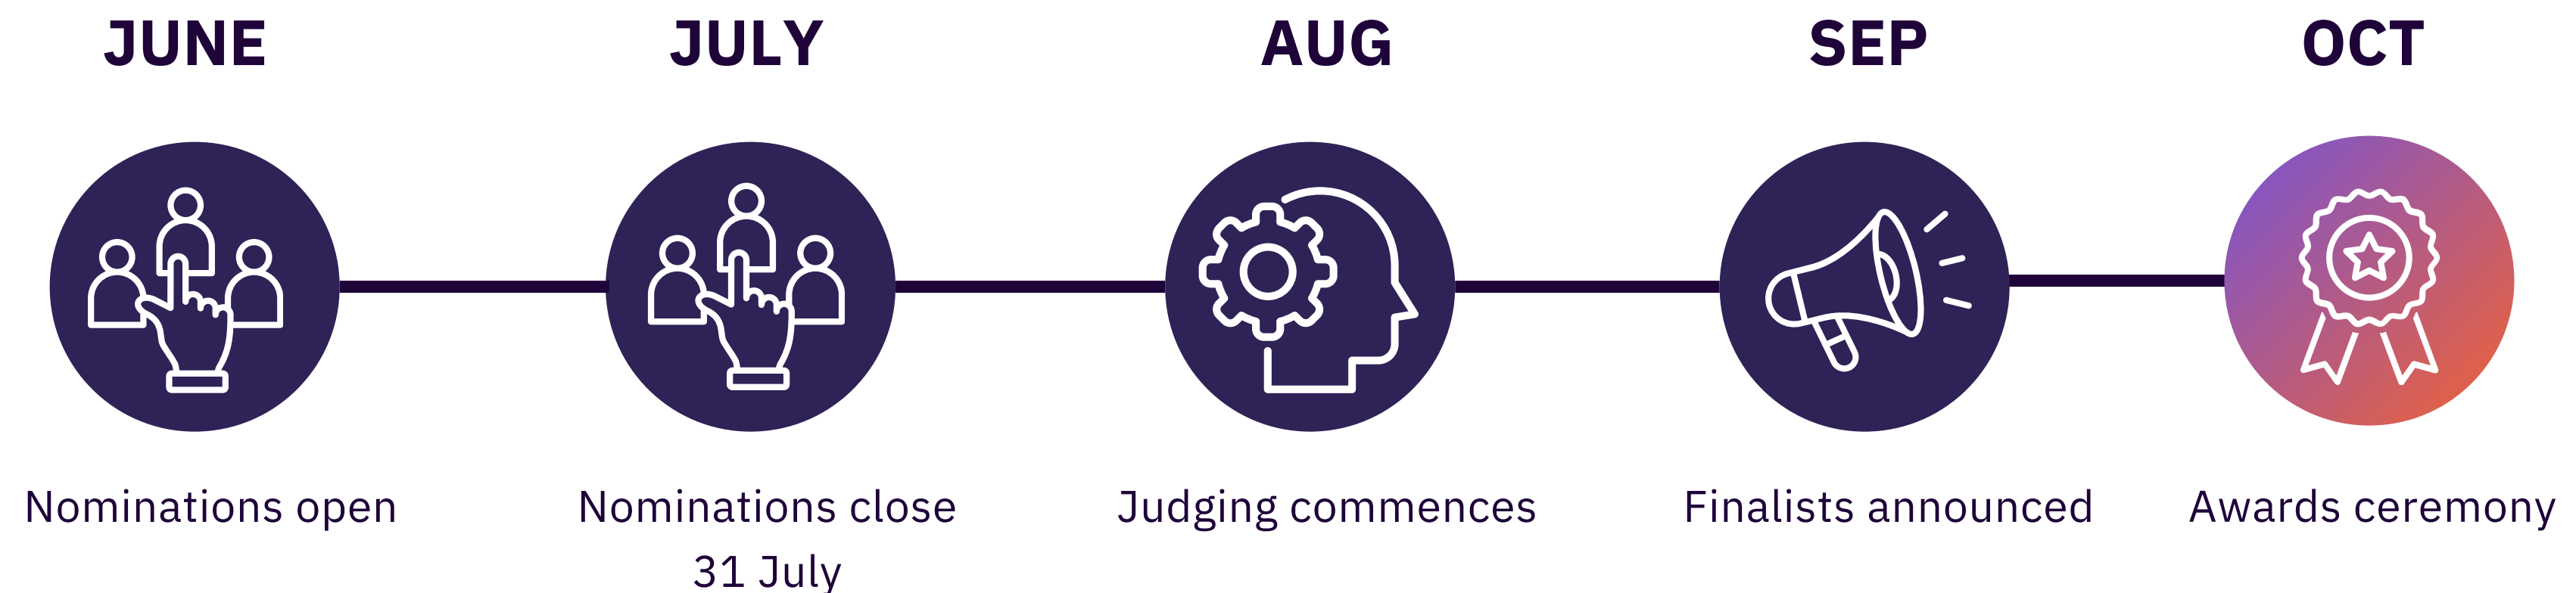 JUNE
JULY
AUG
SEP
OCT
Nominations open
Nominations close
31 July
Judging commences
Finalists announced
Awards ceremony